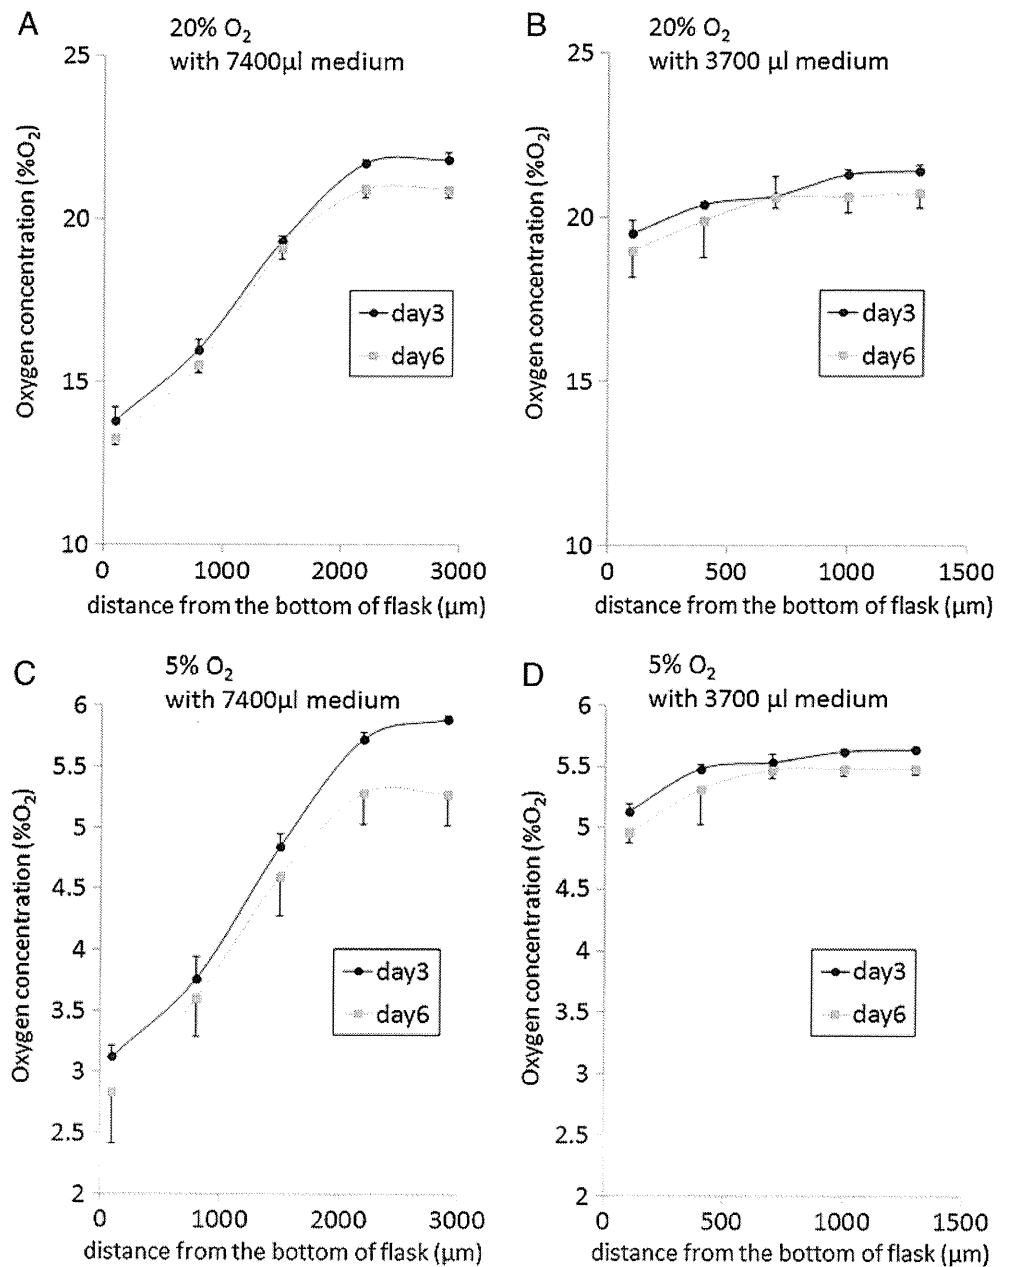 A
20% O2
with 7400µl medium
25
20
15
10
Oxygen concentration (%O2)
day3
day6
0 1000 2000 3000
distance from the bottom of flask (µm)
B
20% O2
with 3700 µl medium
25
20
15
10
Oxygen concentration (%O2)
day3
day6
0 500 1000 1500
distance from the bottom of flask (µm)
C
5% O2
with 7400µl medium
6
5.5
5
4.5
4
3.5
3
2.5
2
Oxygen concentration (%O2)
day3
day6
0 1000 2000 3000
distance from the bottom of flask (µm)
D
5% O2
with 3700 µl medium
6
5.5
5
4.5
4
3.5
3
2.5
2
Oxygen concentration (%O2)
day3
day6
0 500 1000 1500
distance from the bottom of flask (µm)